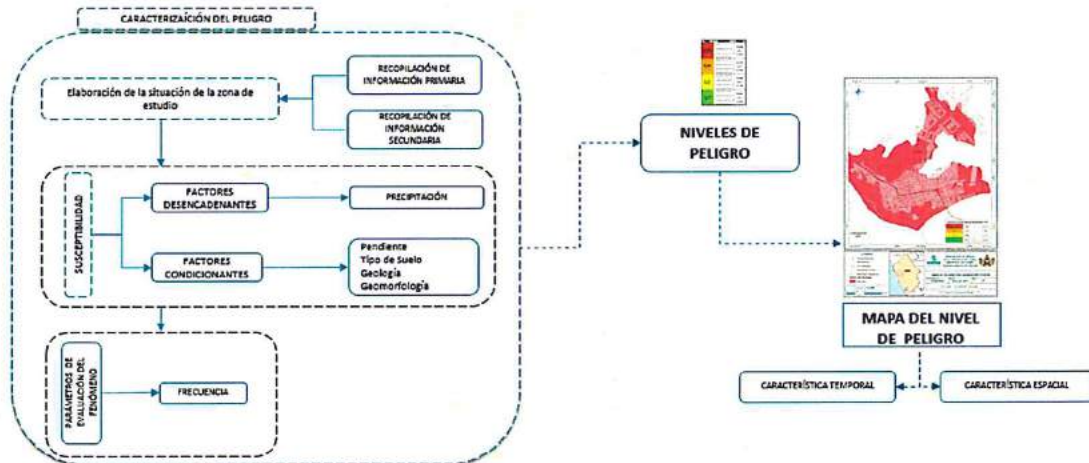 CARACTERIZAÍCIÓN DEL PELIGRO
RECOPILACIÓN DE
INFORMACIÓN PRIMARIA
Elaboración de la situación de la zona de
estudio
RECOPILACIÓN DE
INFORMACIÓN
SECUNDARIA
SUSCEPTIBILIDAD
FACTORES
DESENCADENANTES
PRECIPITACIÓN
FACTORES
CONDICIONANTES
Pendiente
Tipo de Suelo
Geología
Geomorfología
PARÁMETROS DE
EVALUACIÓN DEL
FENÓMENO
FRECUENCIA
NIVELES DE
PELIGRO
MAPA DEL NIVEL
DE PELIGRO
CARACTERÍSTICA TEMPORAL
CARACTERÍSTICA ESPACIAL